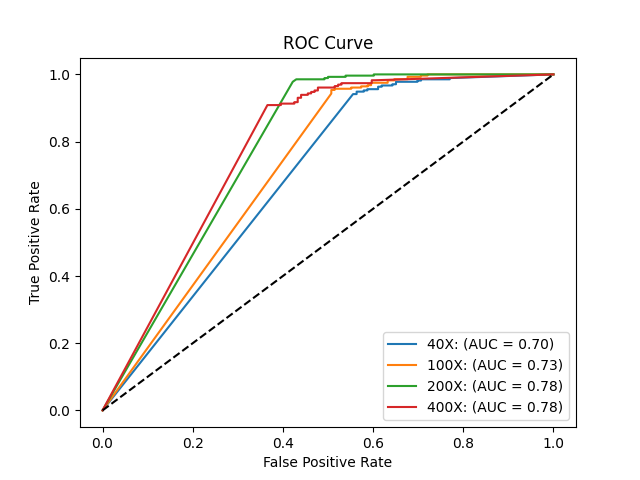 ROC Curve
1.0
0.8
0.6
0.4
0.2
0.0
True Positive Rate
40X: (AUC = 0.70)
100X: (AUC = 0.73)
200X: (AUC = 0.78)
400X: (AUC = 0.78)
0.0 0.2 0.4 0.6 0.8 1.0
False Positive Rate